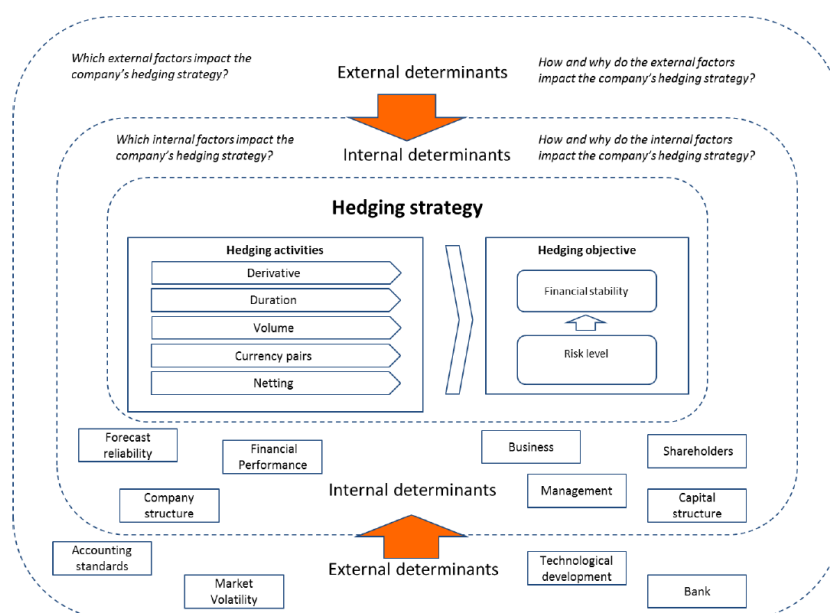 Which external factors impact the
company's hedging strategy?
External determinants
How and why do the external factors
impact the company's hedging strategy?
Which internal factors impact the
company's hedging strategy?
Internal determinants
How and why do the internal factors
impact the company's hedging strategy?
Hedging strategy
Hedging activities
Derivative
Duration
Volume
Currency pairs
Netting
Hedging objective
Financial stability
Risk level
Forecast
reliability
Financial
Performance
Business
Shareholders
Company
structure
Internal determinants
Management
Capital
structure
Accounting
standards
Market
Volatility
External determinants
Technological
development
Bank